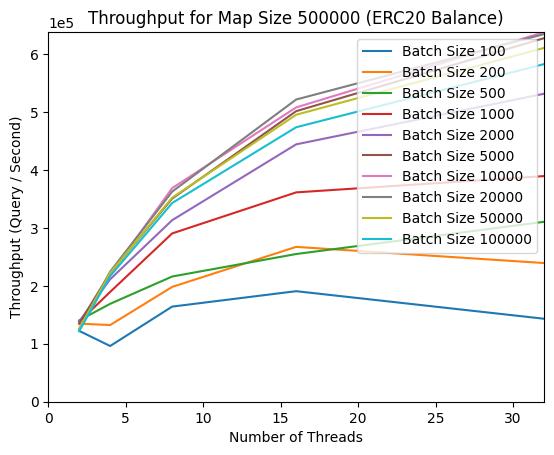 Throughput for Map Size 500000 (ERC20 Balance)
1e5
6
5
4
3
2
1
0
Throughput (Query / Second)
Batch Size 100
Batch Size 200
Batch Size 500
Batch Size 1000
Batch Size 2000
Batch Size 5000
Batch Size 10000
Batch Size 20000
Batch Size 50000
Batch Size 100000
0 5 10 15 20 25 30
Number of Threads